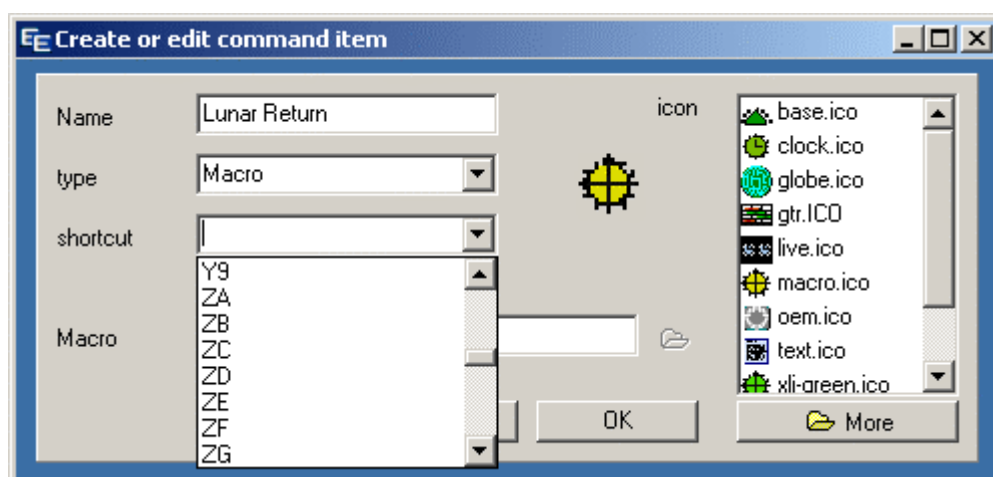 EE Create or edit command item
Name
Lunar Return
icon
type
Macro
shortcut
Y9
ZA
ZB
ZC
ZD
ZE
ZF
ZG
Macro
OK
base.ico
clock.ico
globe.ico
gtr.ICO
live.ico
macro.ico
oem.ico
text.ico
xli-green.ico
More